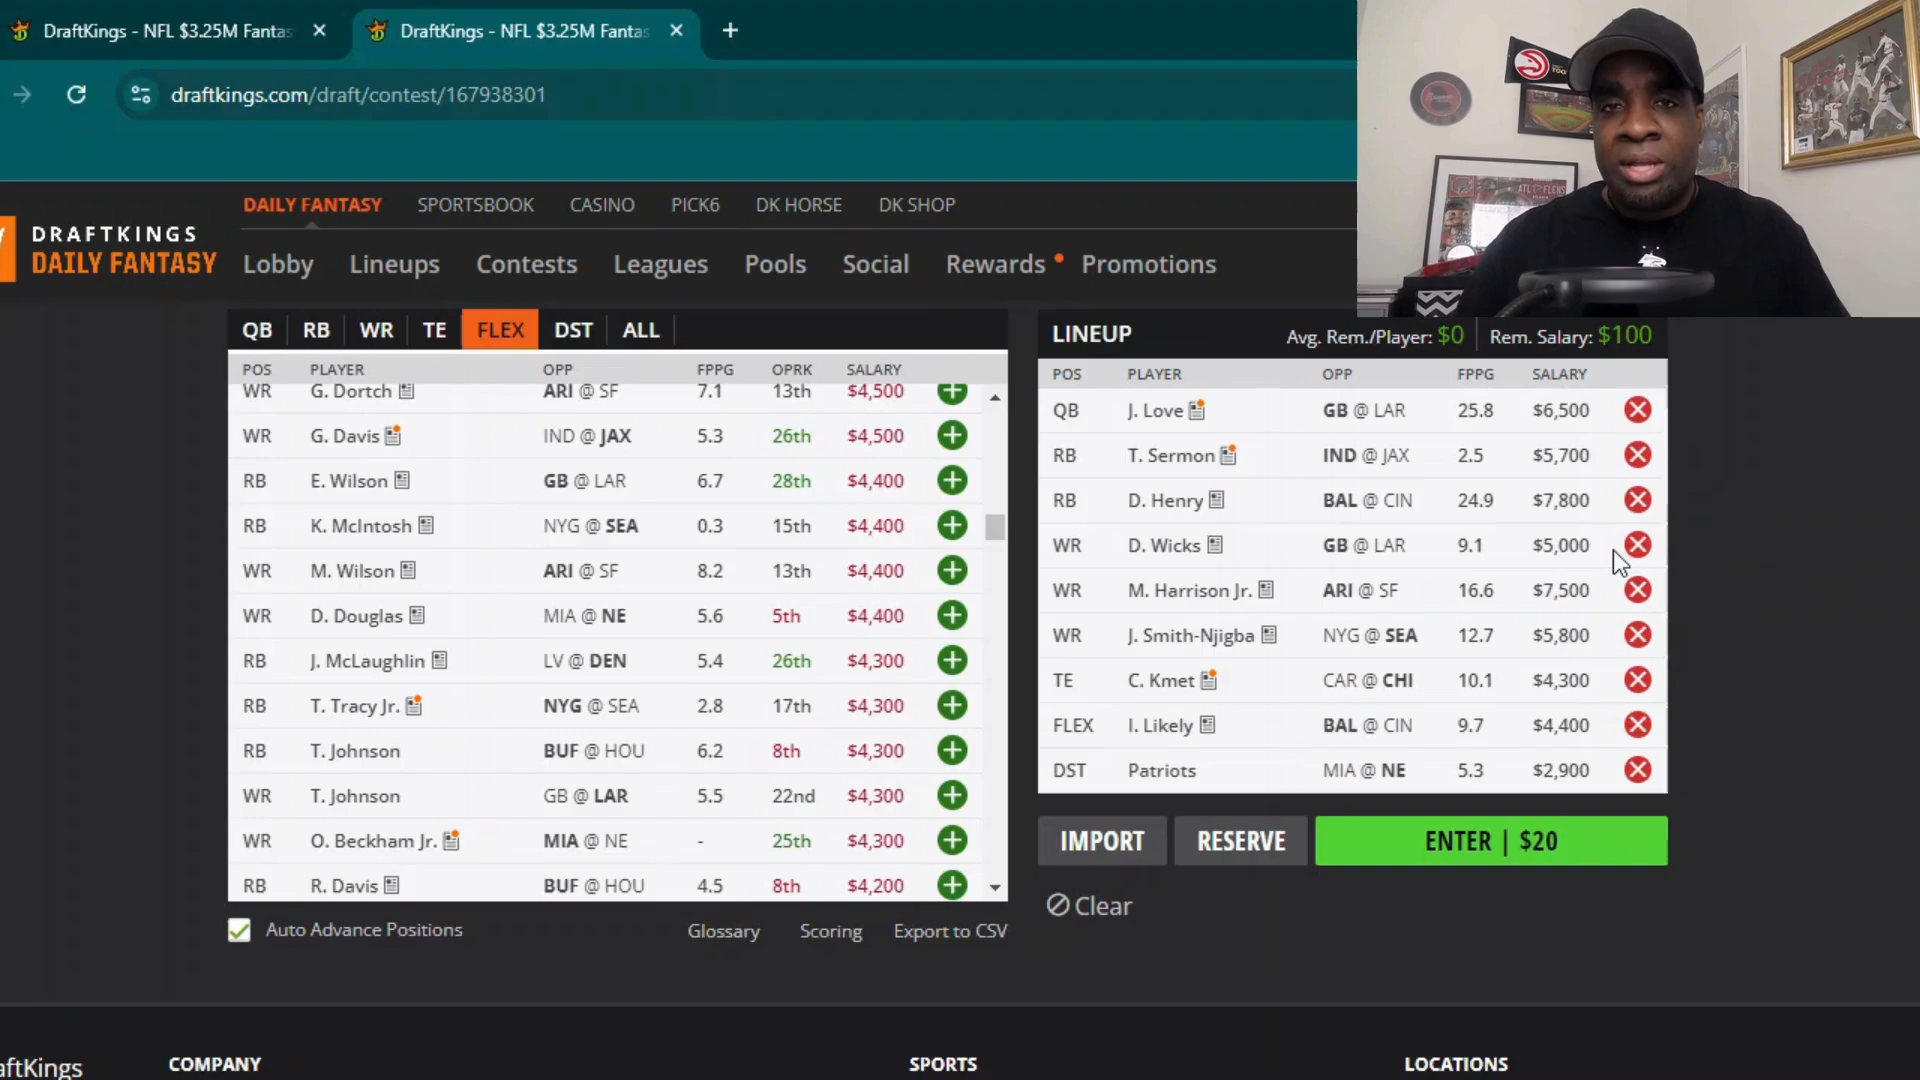 DraftKings - NFL $3.25M Fantas
DraftKings - NFL $3.25M Fantas
draftkings.com/draft/contest/167938301
DAILY FANTASY SPORTSBOOK CASINO PICK6 DK HORSE DK SHOP
DRAFTKINGS
DAILY FANTASY
Lobby Lineups Contests Leagues Pools Social Rewards Promotions
QB RB WR TE FLEX DST ALL
POS PLAYER OPP FPPG OPRK SALARY
WR G. Dortch ARI @ SF 7.1 13th $4,500
WR G. Davis IND @ JAX 5.3 26th $4,500
RB E. Wilson GB @ LAR 6.7 28th $4,400
RB K. McIntosh NYG @ SEA 0.3 15th $4,400
WR M. Wilson ARI @ SF 8.2 13th $4,400
WR D. Douglas MIA @ NE 5.6 5th $4,400
RB J. McLaughlin LV @ DEN 5.4 26th $4,300
RB T. Tracy Jr. NYG @ SEA 2.8 17th $4,300
RB T. Johnson BUF @ HOU 6.2 8th $4,300
WR T. Johnson GB @ LAR 5.5 22nd $4,300
WR O. Beckham Jr. MIA @ NE - 25th $4,300
RB R. Davis BUF @ HOU 4.5 8th $4,200
Auto Advance Positions Glossary Scoring Export to CSV
LINEUP Avg. Rem./Player: $0 Rem. Salary: $100
POS PLAYER OPP FPPG SALARY
QB J. Love GB @ LAR 25.8 $6,500
RB T. Sermon IND @ JAX 2.5 $5,700
RB D. Henry BAL @ CIN 24.9 $7,800
WR D. Wicks GB @ LAR 9.1 $5,000
WR M. Harrison Jr. ARI @ SF 16.6 $7,500
WR J. Smith-Njigba NYG @ SEA 12.7 $5,800
TE C. Kmet CAR @ CHI 10.1 $4,300
FLEX I. Likely BAL @ CIN 9.7 $4,400
DST Patriots MIA @ NE 5.3 $2,900
IMPORT RESERVE ENTER | $20
Clear
aftKings COMPANY SPORTS LOCATIONS